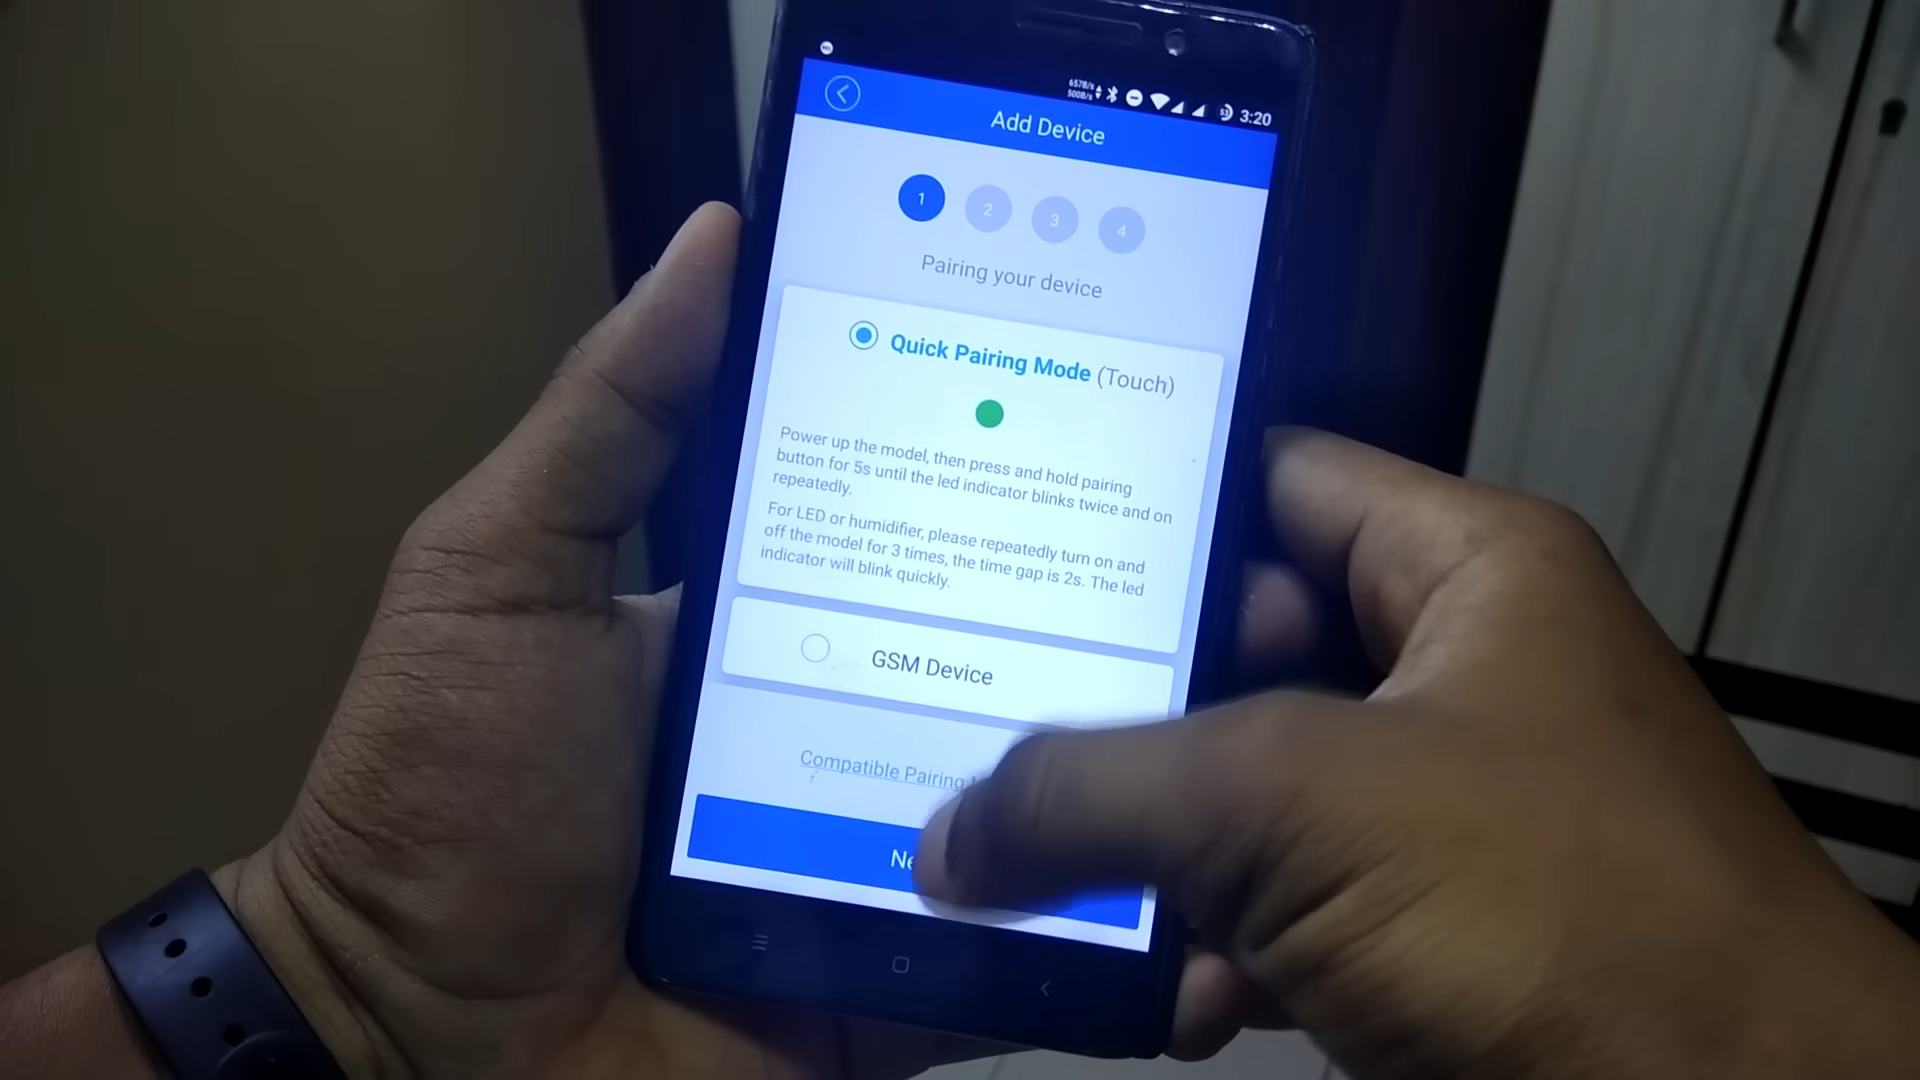 3:20
Add Device
1 2 3 4
Pairing your device
Quick Pairing Mode (Touch)
Power up the model, then press and hold pairing
button for 5s until the led indicator blinks twice and on
repeatedly.
For LED or humidifier, please repeatedly turn on and
off the model for 3 times, the time gap is 2s. The led
indicator will blink quickly.
GSM Device
Compatible Pairing